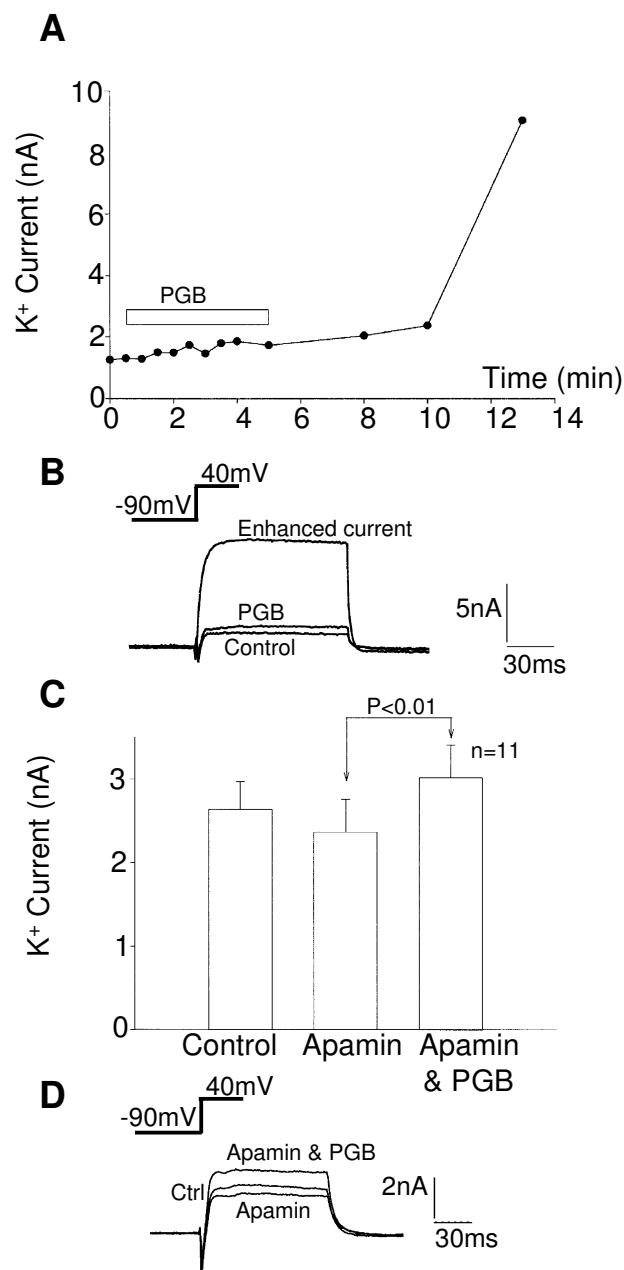 A
K+ Current (nA)
10
8
6
4
2
0
PGB
Time (min)
0 2 4 6 8 10 12 14
B
40mV
-90mV
Enhanced current
PGB
Control
5nA
30ms
C
P<0.01
n=11
K+ Current (nA)
3
2
1
0
Control Apamin Apamin
& PGB
D
40mV
-90mV
Apamin & PGB
Ctrl
Apamin
2nA
30ms